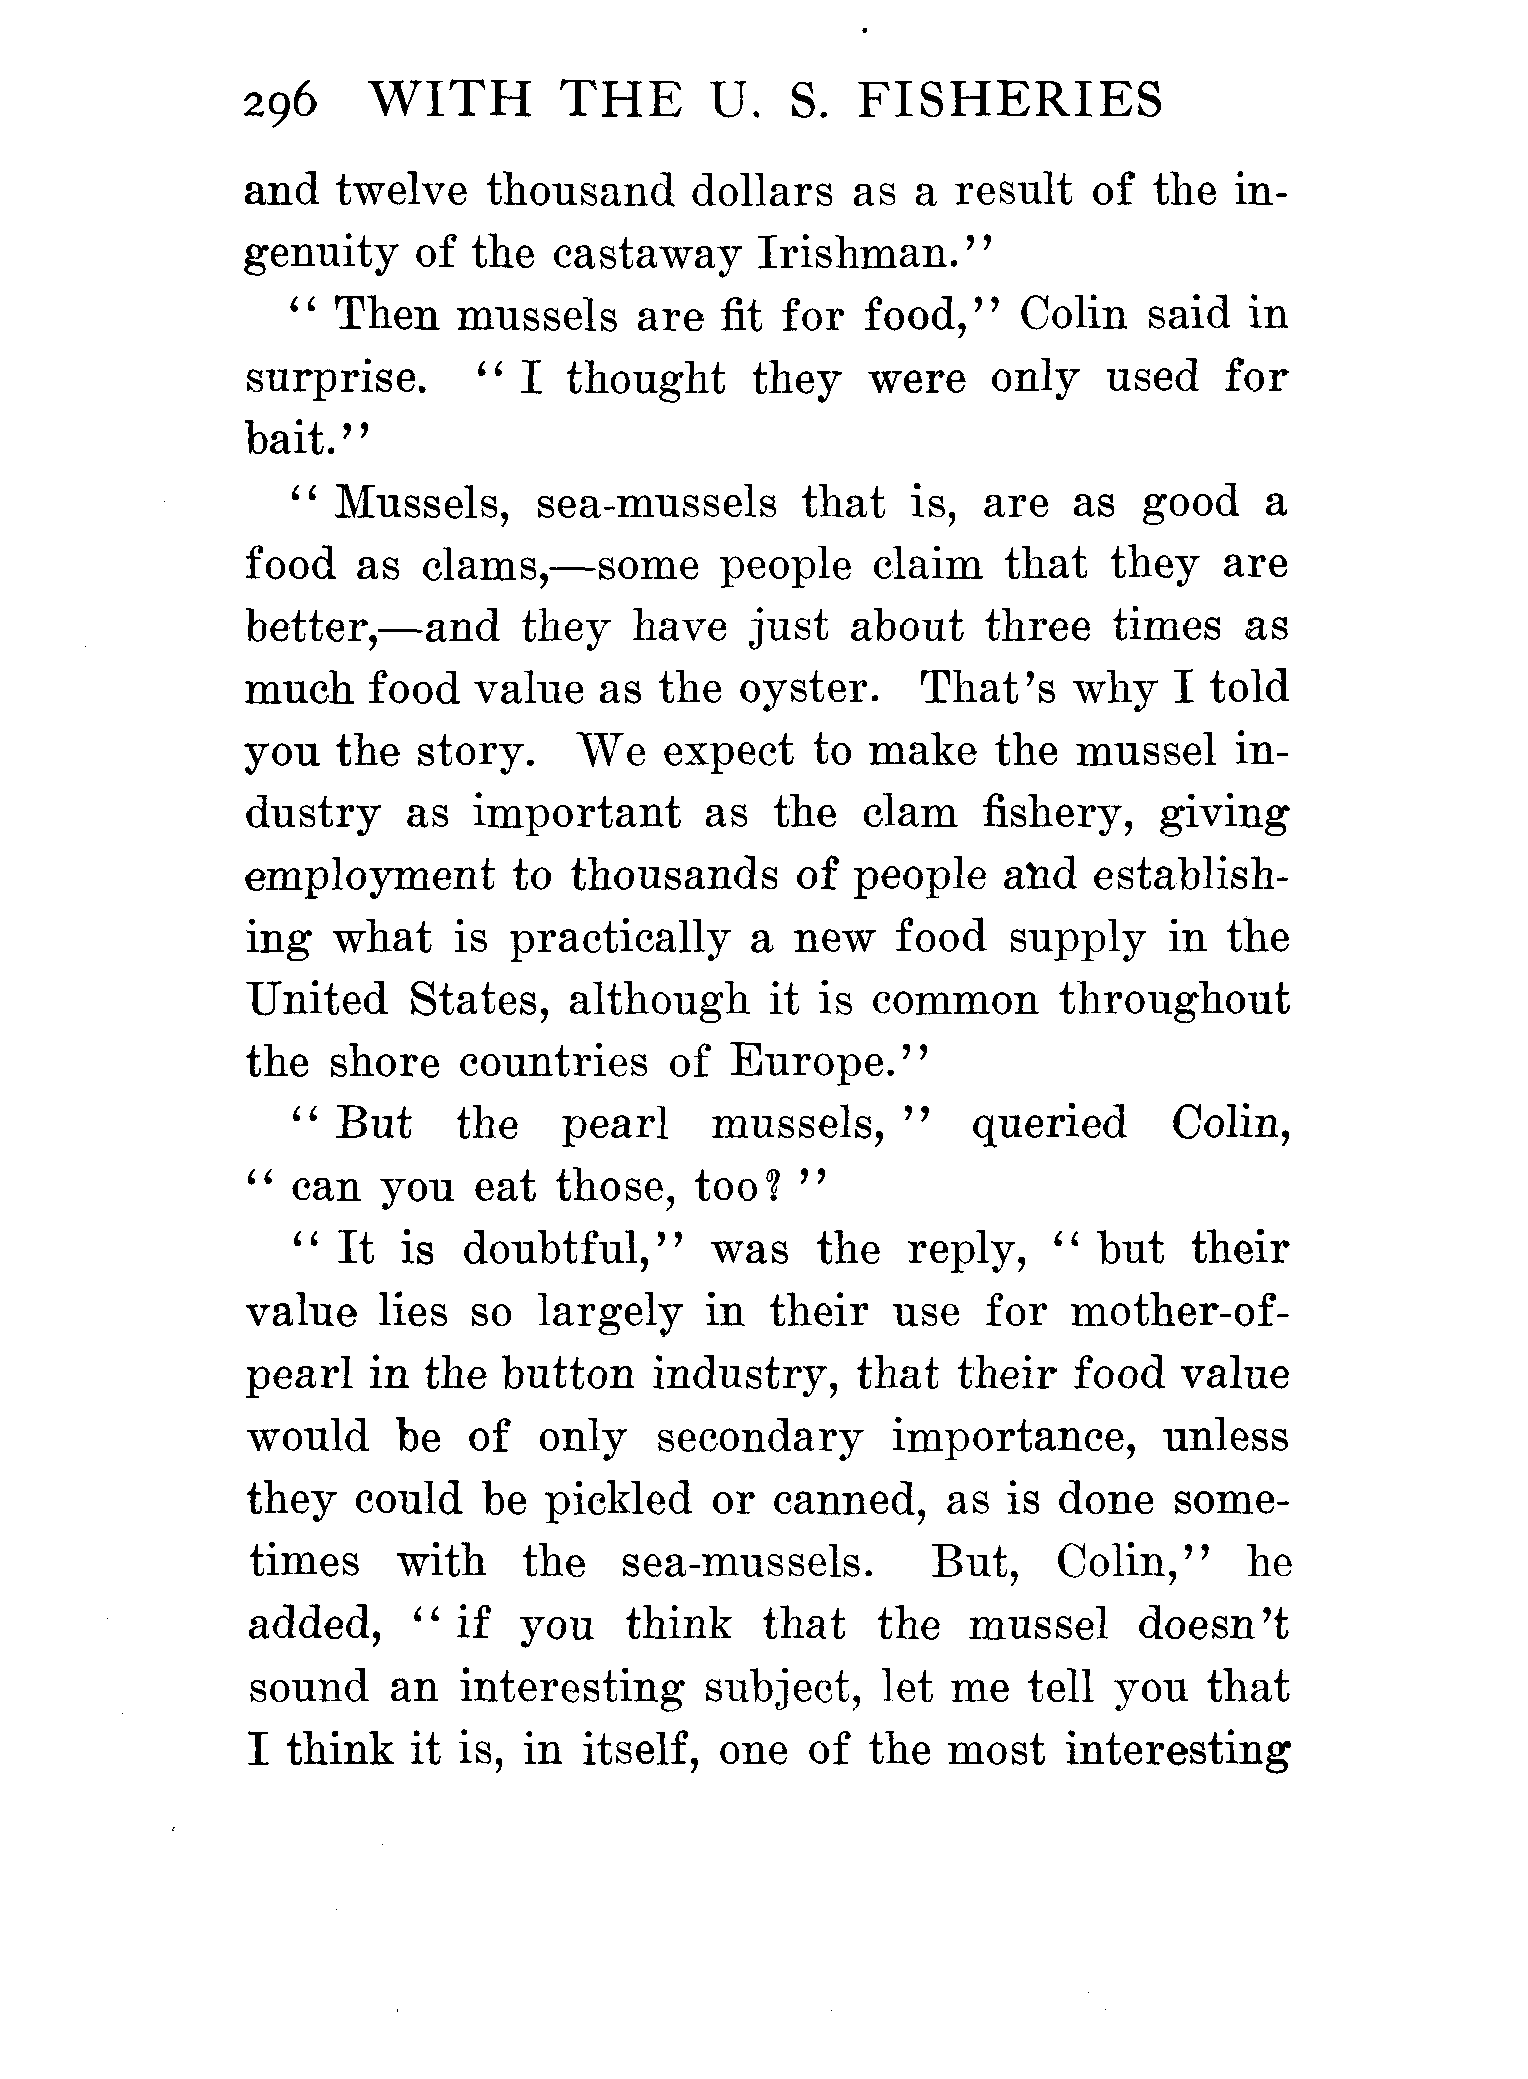 296 WITH THE U. S. FISHERIES
and twelve thousand dollars as a result of the in-
genuity of the castaway Irishman."
" Then mussels are fit for food," Colin said in
surprise. " I thought they were only used for
bait."
" Mussels, sea-mussels that is, are as good a
food as clams,—some people claim that they are
better,—and they have just about three times as
much food value as the oyster. That's why I told
you the story. We expect to make the mussel in-
dustry as important as the clam fishery, giving
employment to thousands of people and establish-
ing what is practically a new food supply in the
United States, although it is common throughout
the shore countries of Europe."
" But the pearl mussels, " queried Colin,
" can you eat those, too? "
" It is doubtful," was the reply, " but their
value lies so largely in their use for mother-of-
pearl in the button industry, that their food value
would be of only secondary importance, unless
they could be pickled or canned, as is done some-
times with the sea-mussels. But, Colin," he
added, " if you think that the mussel doesn't
sound an interesting subject, let me tell you that
I think it is, in itself, one of the most interesting